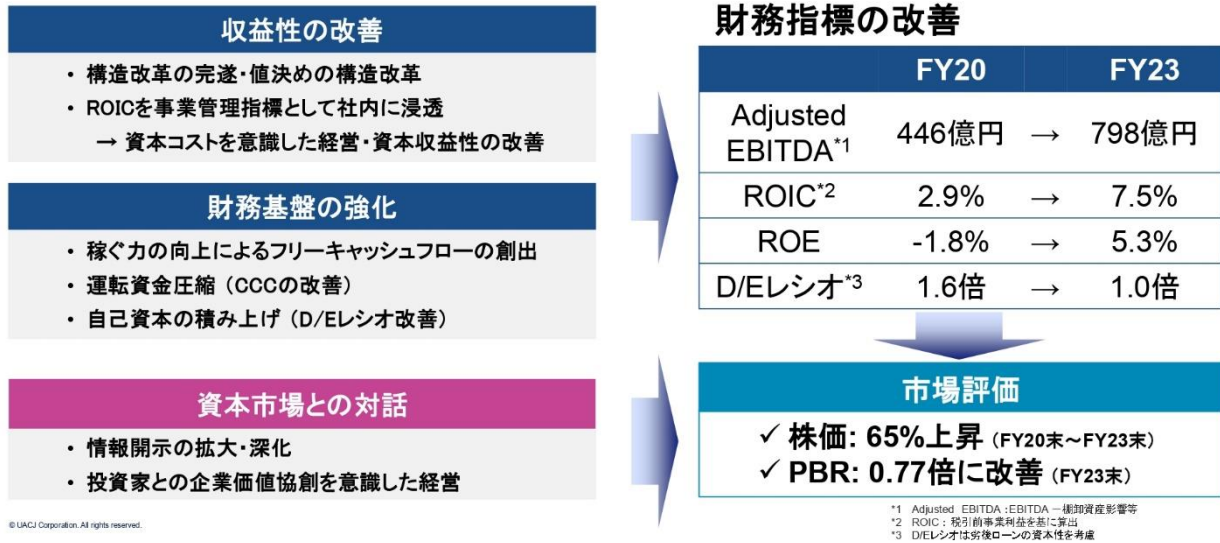 収益性の改善
・ 構造改革の完遂・値決めの構造改革
・ ROICを事業管理指標として社内に浸透
→ 資本コストを意識した経営・資本収益性の改善
財務基盤の強化
・ 稼ぐ力の向上によるフリーキャッシュフローの創出
・ 運転資金圧縮（CCCの改善）
・ 自己資本の積み上げ（D/Eレシオ改善）
資本市場との対話
・ 情報開示の拡大・深化
・ 投資家との企業価値協創を意識した経営
© UACJ Corporation. All rights reserved.
財務指標の改善
FY20 FY23
Adjusted
EBITDA*1 446億円 → 798億円
ROIC*2 2.9% → 7.5%
ROE -1.8% → 5.3%
D/Eレシオ*3 1.6倍 → 1.0倍
市場評価
✓ 株価: 65%上昇 (FY20末～FY23末)
✓ PBR: 0.77倍に改善 (FY23末)
*1 Adjusted EBITDA：EBITDA－棚卸資産影響等
*2 ROIC：税引前事業利益を基に算出
*3 D/Eレシオは劣後ローンの資本性を考慮